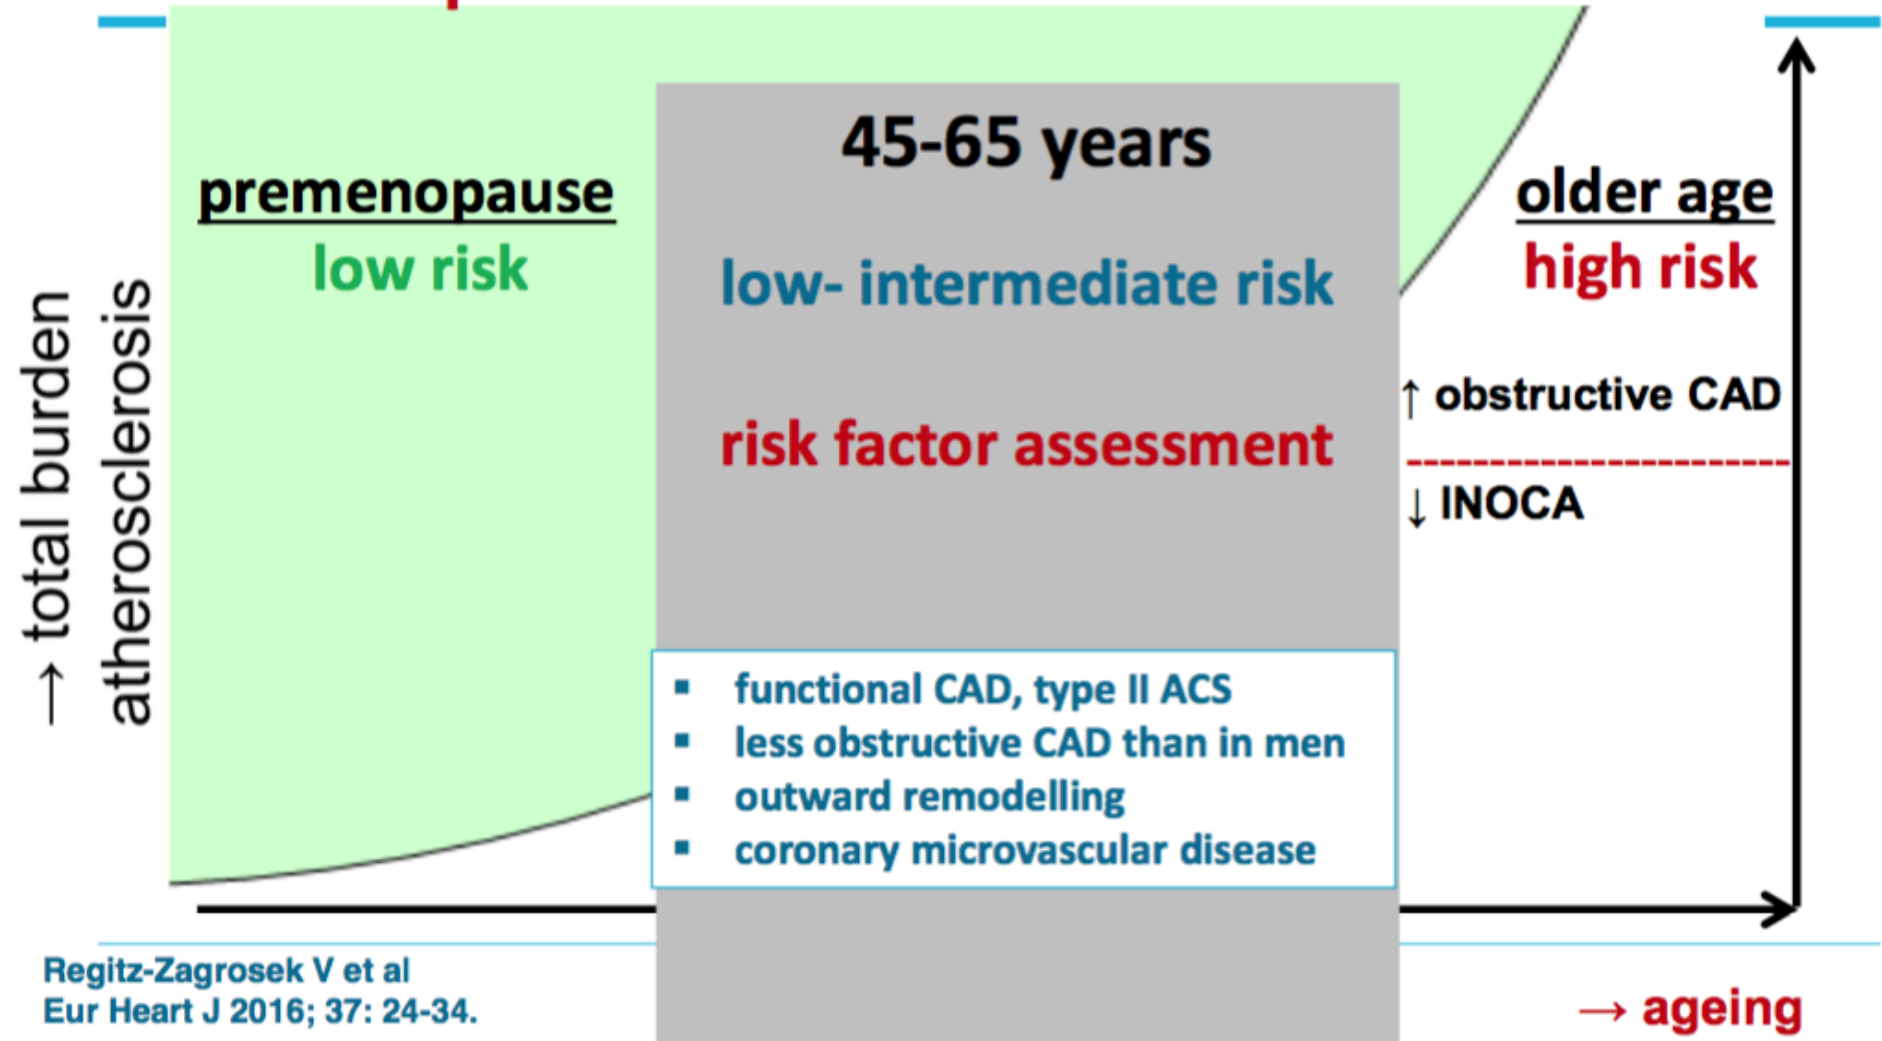 → total burden
atherosclerosis
premenopause
low risk
45-65 years
low- intermediate risk
risk factor assessment
▪ functional CAD, type II ACS
▪ less obstructive CAD than in men
▪ outward remodelling
▪ coronary microvascular disease
older age
high risk
↑ obstructive CAD
↓ INOCA
Regitz-Zagrosek V et al
Eur Heart J 2016; 37: 24-34.
→ ageing